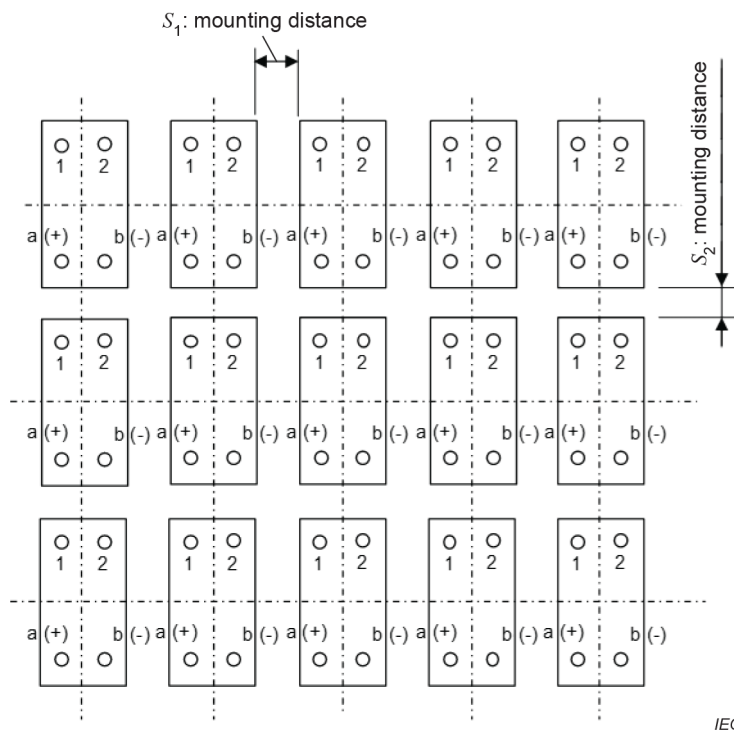 S1: mounting distance
S2: mounting distance
1 2 1 2 1 2 1 2 1 2
a (+) b (-) a (+) b (-) a (+) b (-) a (+) b (-) a (+) b (-)
1 2 1 2 1 2 1 2 1 2
a (+) b (-) a (+) b (-) a (+) b (-) a (+) b (-) a (+) b (-)
1 2 1 2 1 2 1 2 1 2
a (+) b (-) a (+) b (-) a (+) b (-) a (+) b (-) a (+) b (-)
IEC